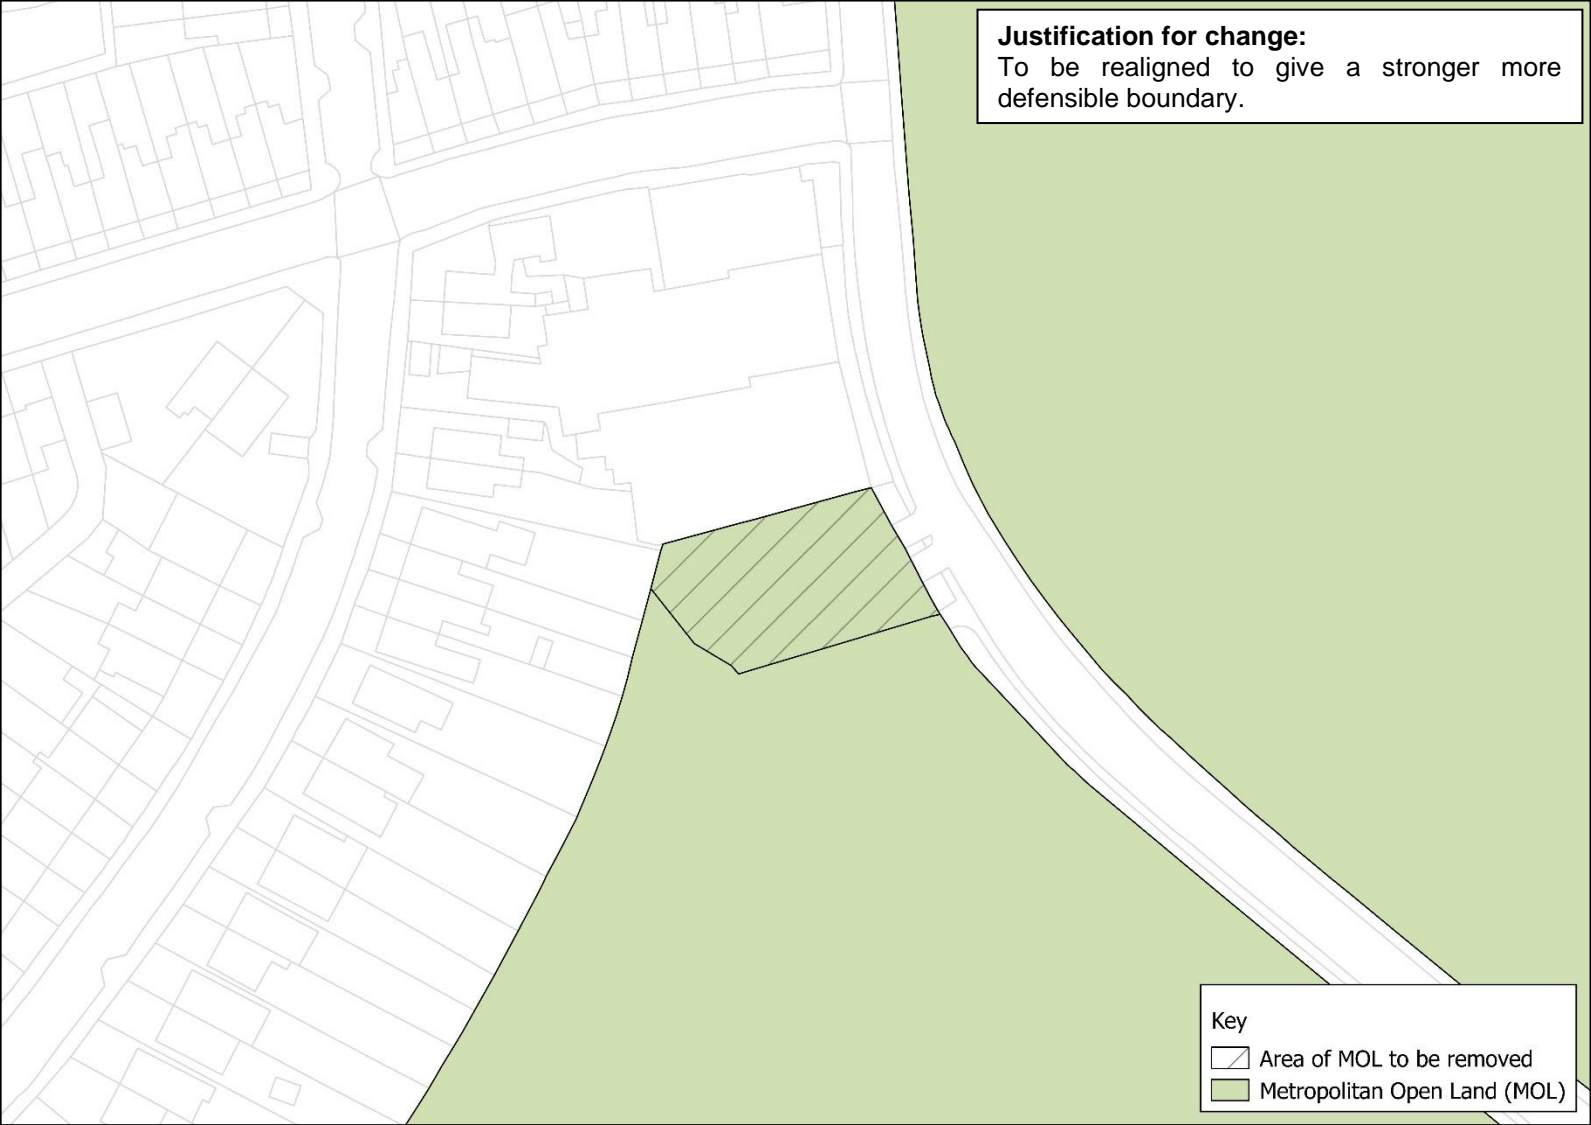 Justification for change:
To be realigned to give a stronger more
defensible boundary.
Key
Area of MOL to be removed
Metropolitan Open Land (MOL)